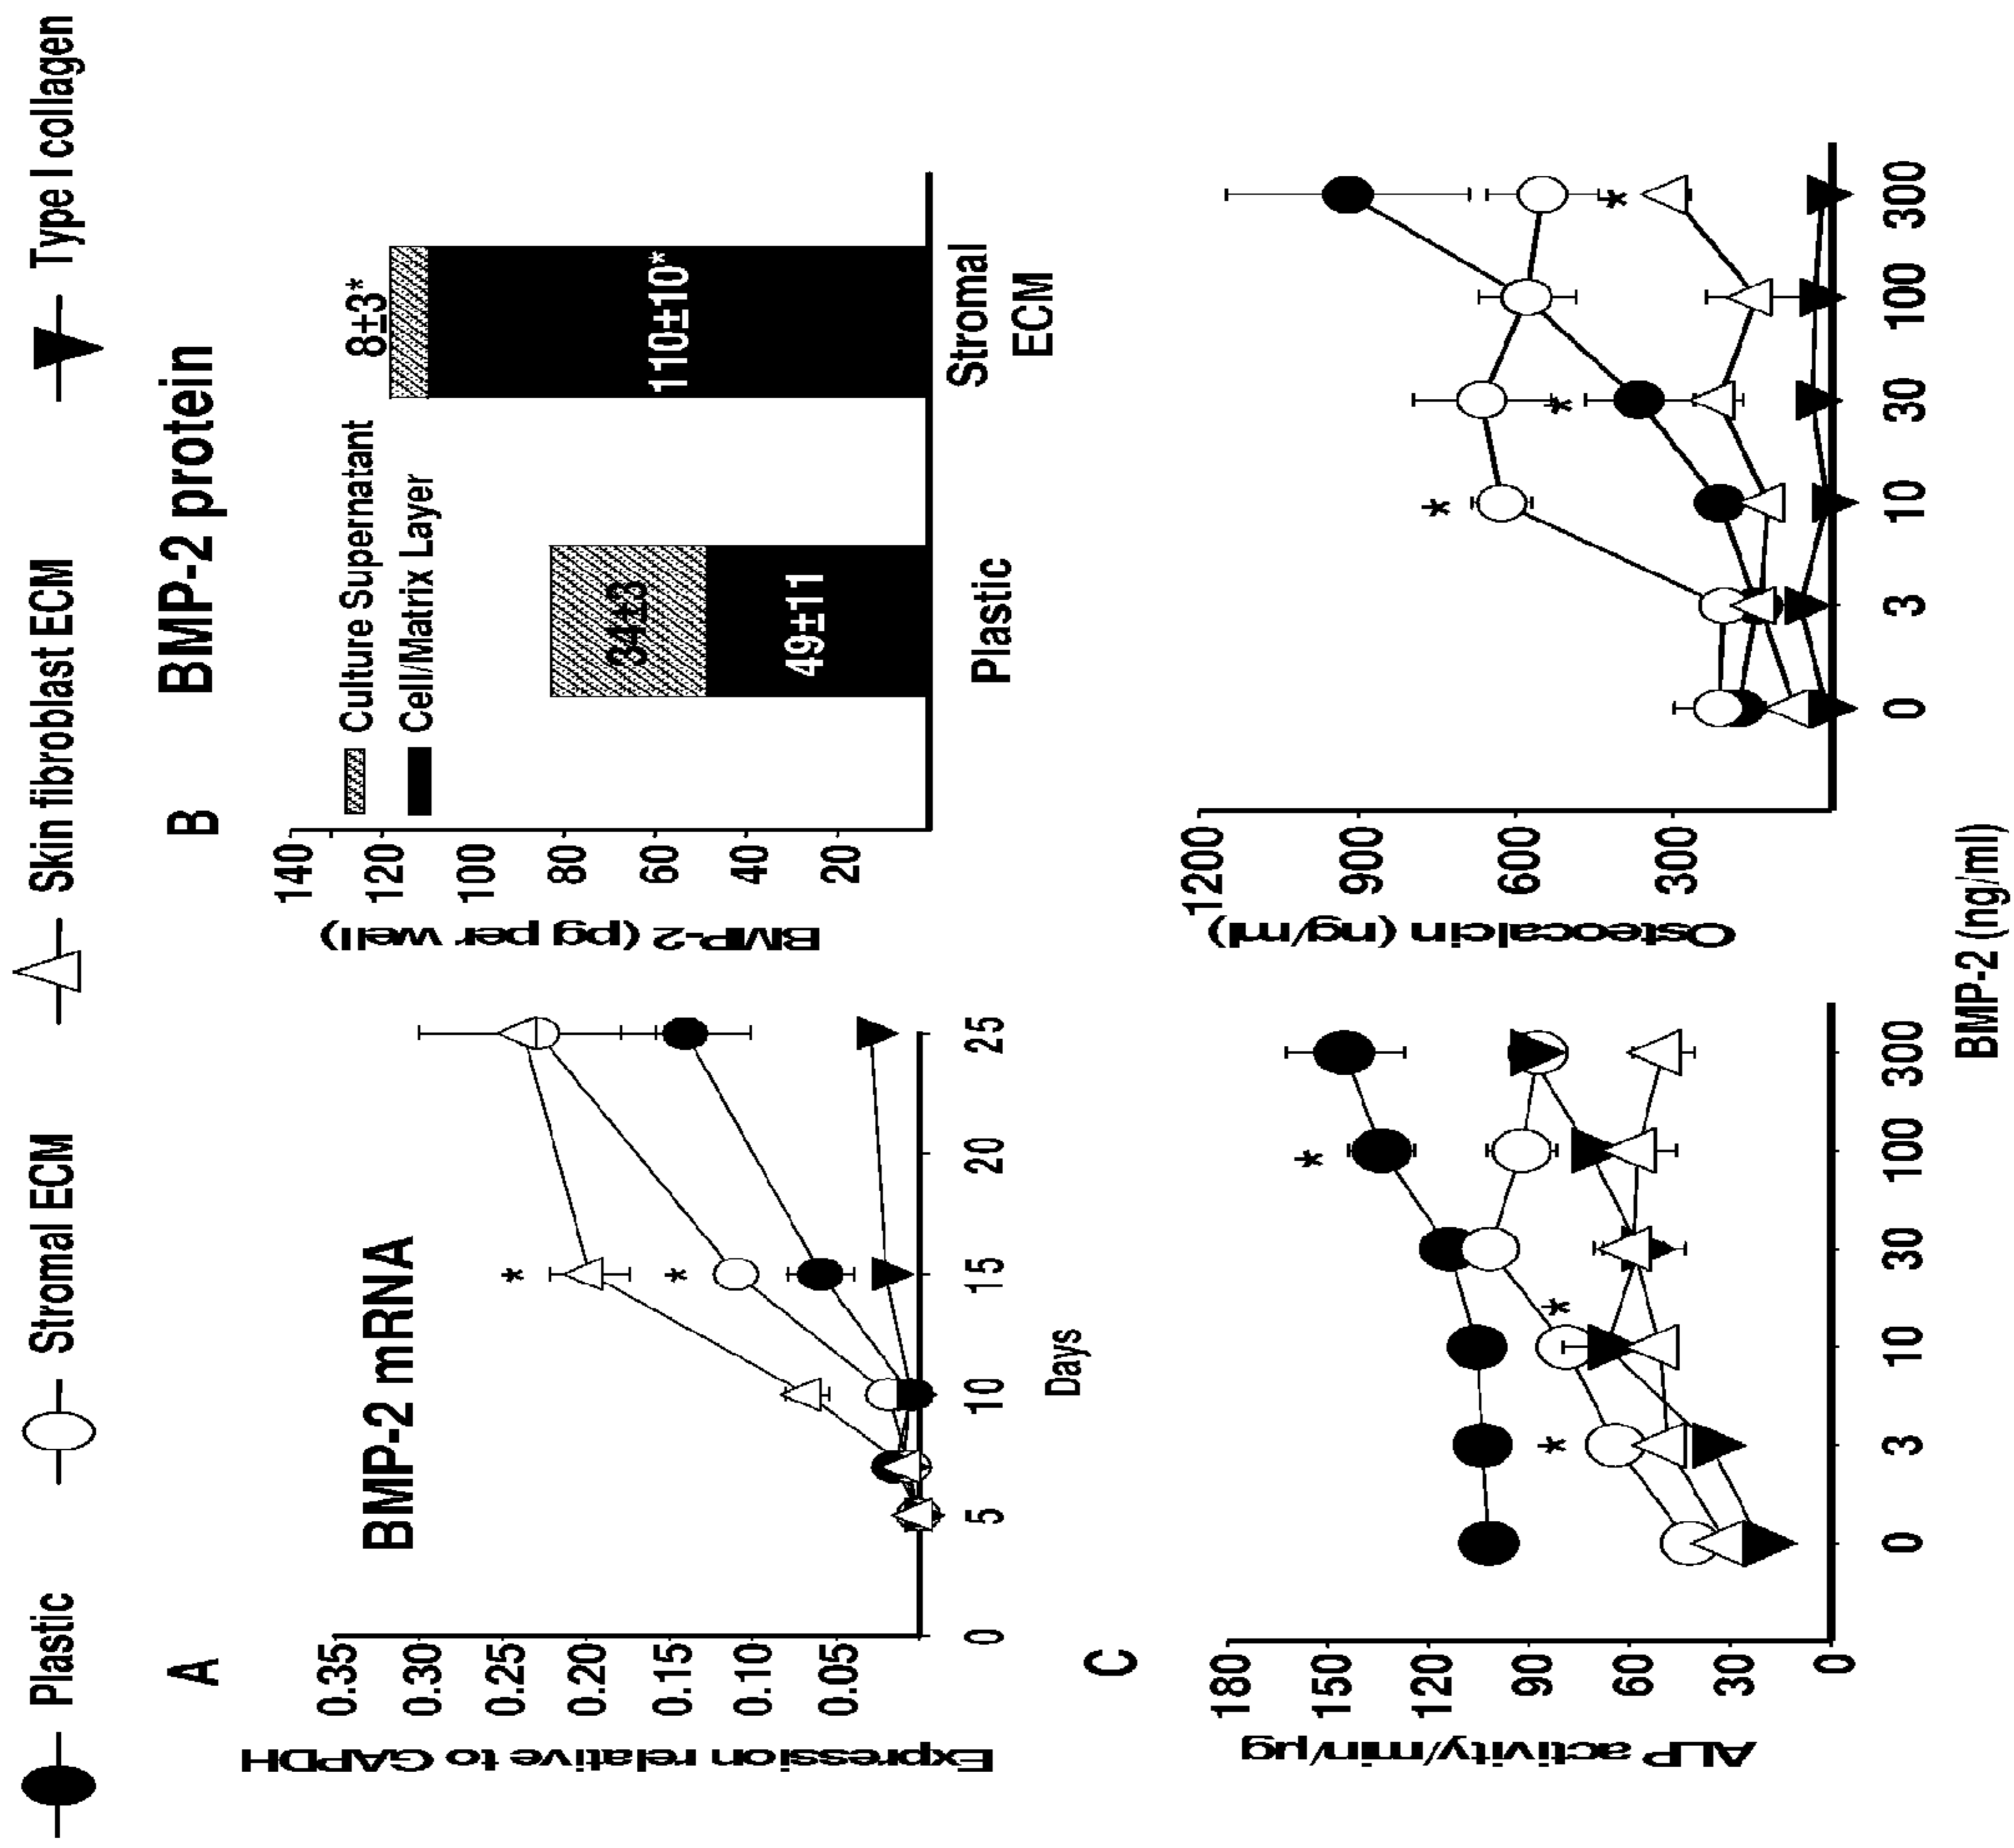 Plastic
Stromal ECM
Skin fibroblast ECM
Type I collagen
A
BMP-2 mRNA
Expression relative to GAPDH
0.35
0.30
0.25
0.20
0.15
0.10
0.05
* *
0 5 10 15 20 25
Days
B BMP-2 protein
BMP-2 (pg per well)
140
120
100
80
60
40
20
Culture Supernatant
Cell/Matrix Layer
34±3
49±11
8±3*
110±10*
Plastic
Stromal
ECM
C
ALP activity/min/µg
180
150
120
90
60
30
0
* * *
0 3 10 30 100 300
Osteocalcin (ng/ml)
1200
900
600
300
* * *
0 3 10 30 100 300
BMP-2 (ng/ml)